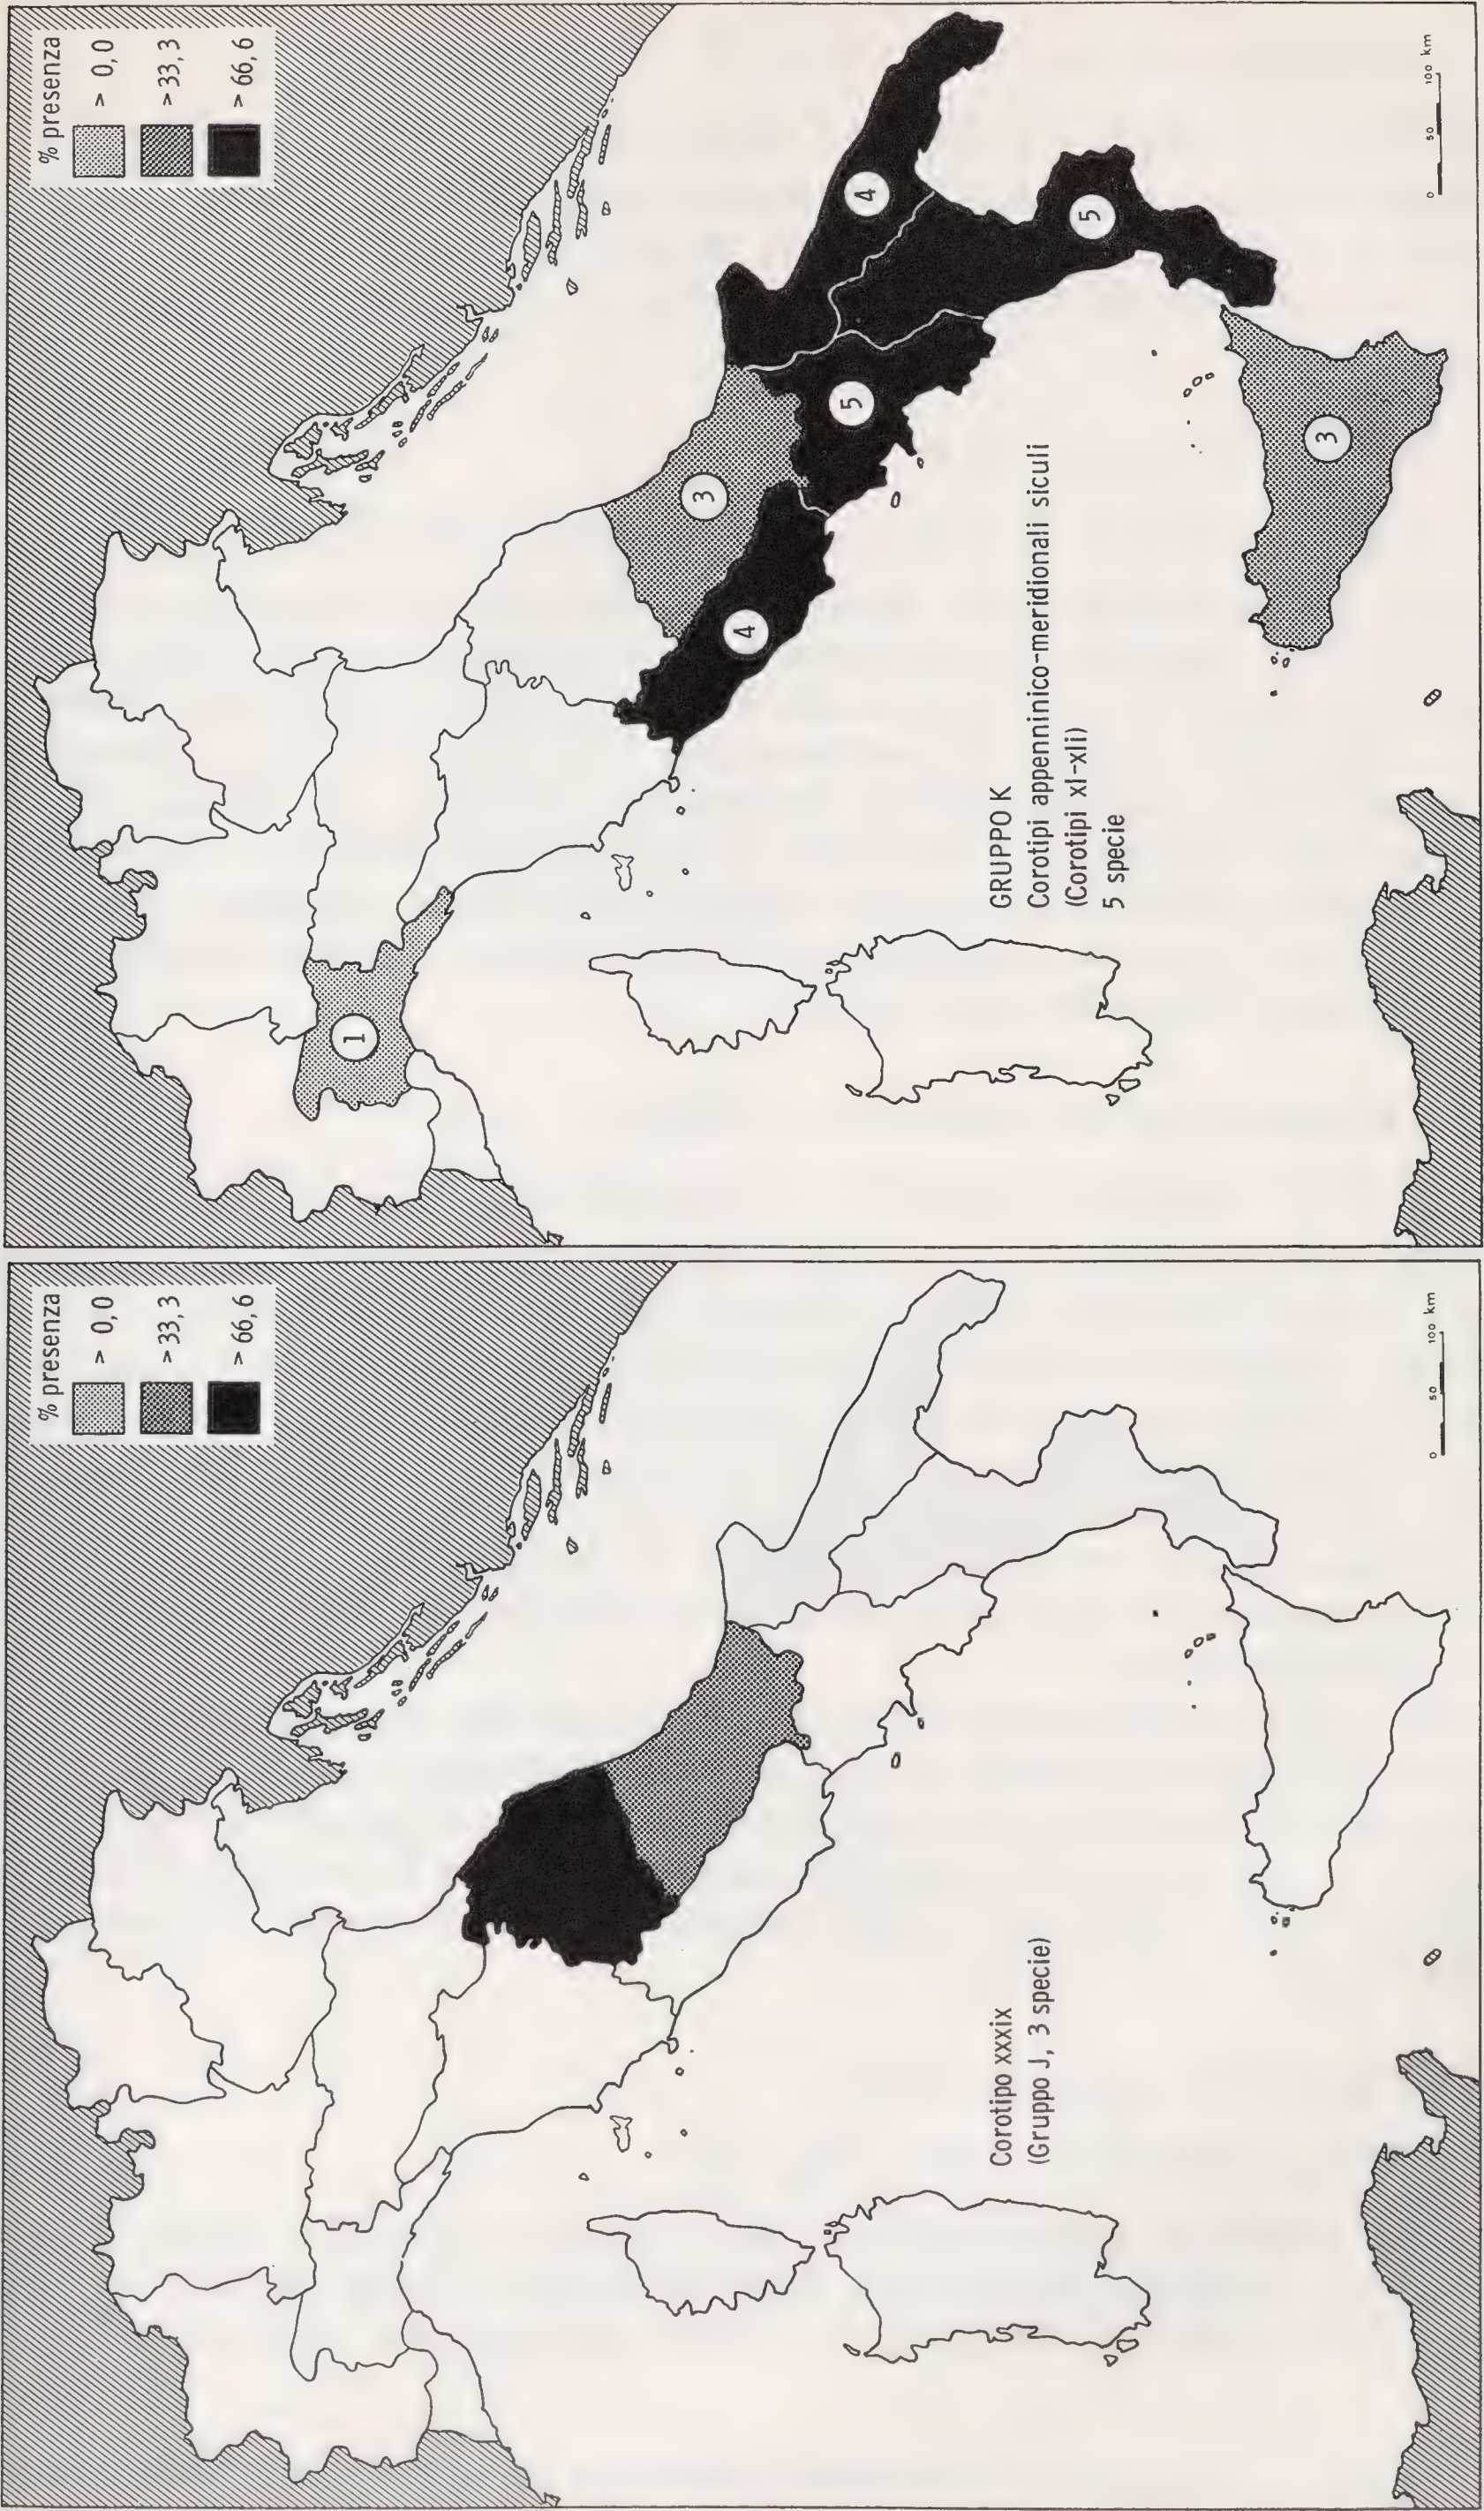 % presenza
> 0,0
> 33,3
> 66,6
Corotipo xxxix
(Gruppo J, 3 specie)
0 50 100 km
% presenza
> 0,0
> 33,3
> 66,6
1
3
4
5
4
5
3
GRUPPO K
Corotipi appenninico-meridionali siculi
(Corotipi xl-xli)
5 specie
0 50 100 km